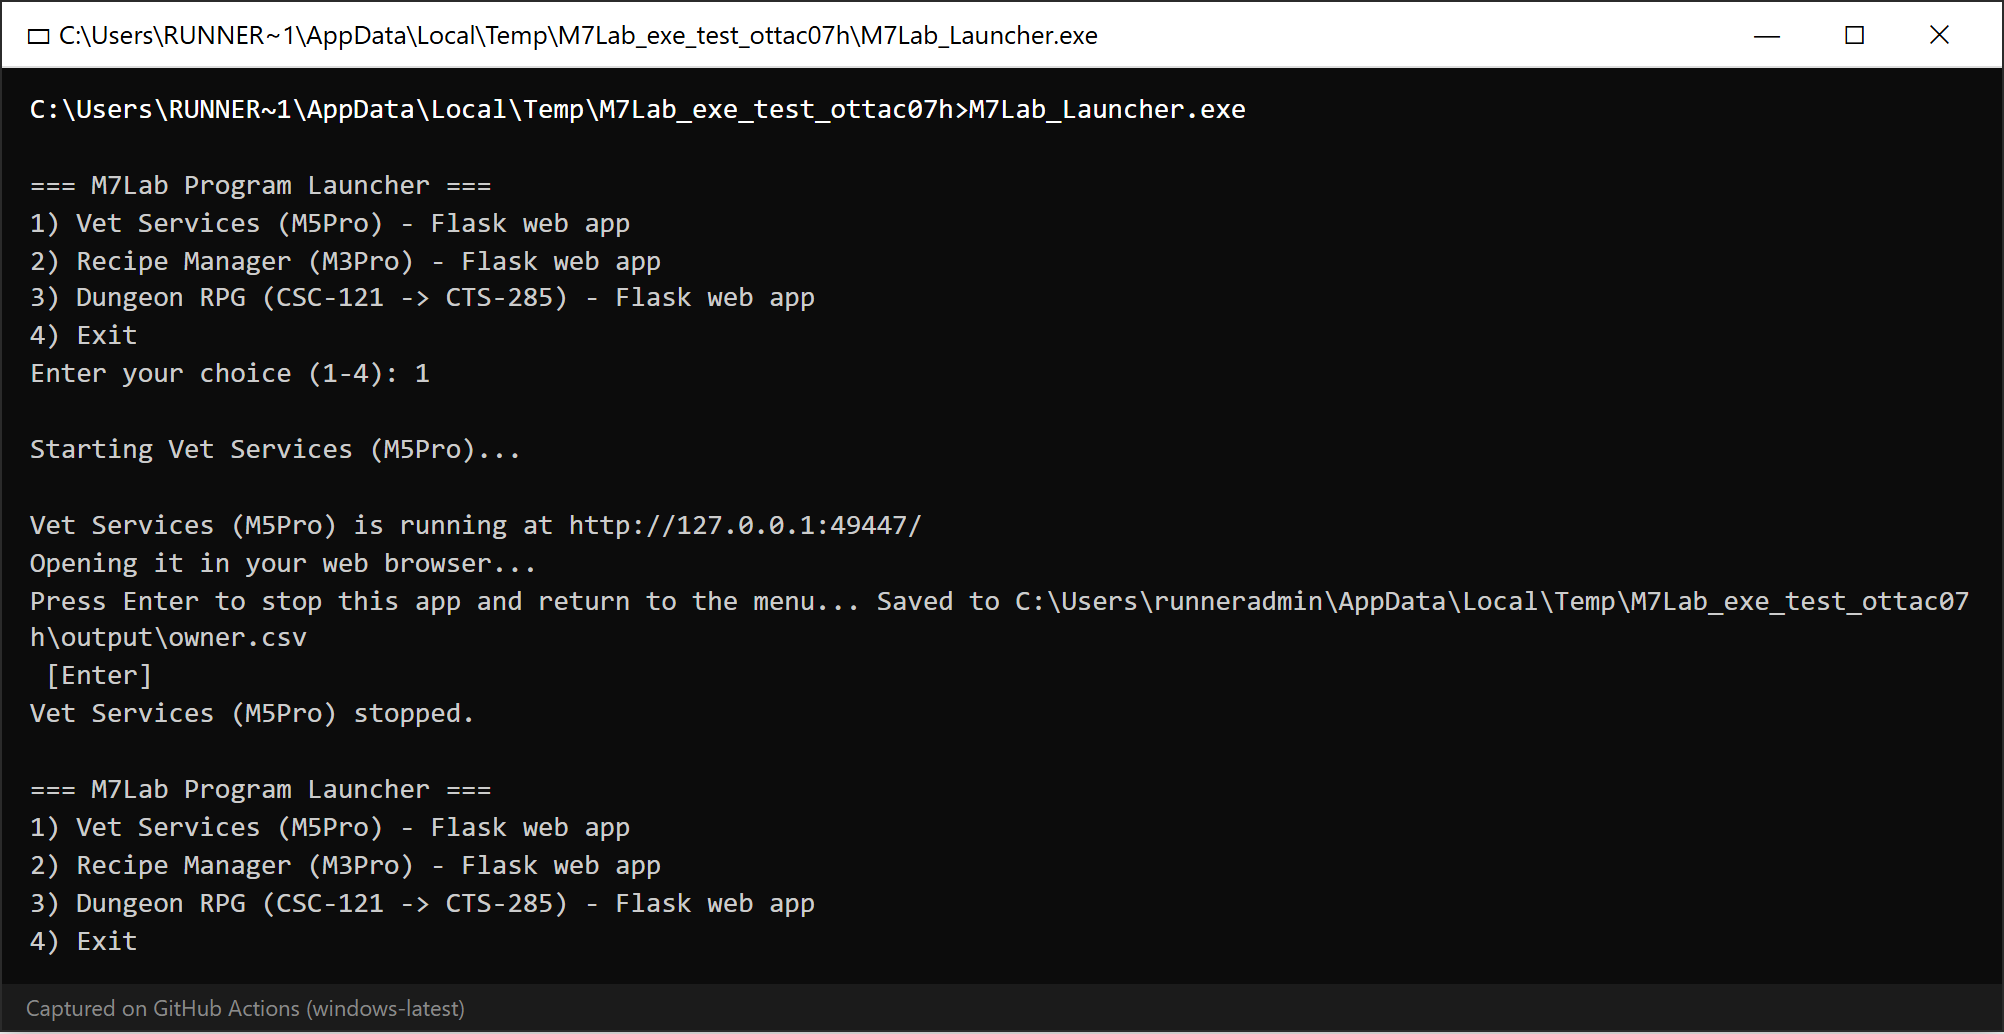 C:\Users\RUNNER~1\AppData\Local\Temp\M7Lab_exe_test_ottac07h\M7Lab_Launcher.exe
C:\Users\RUNNER~1\AppData\Local\Temp\M7Lab_exe_test_ottac07h>M7Lab_Launcher.exe
=== M7Lab Program Launcher ===
1) Vet Services (M5Pro) - Flask web app
2) Recipe Manager (M3Pro) - Flask web app
3) Dungeon RPG (CSC-121 -> CTS-285) - Flask web app
4) Exit
Enter your choice (1-4): 1
Starting Vet Services (M5Pro)...
Vet Services (M5Pro) is running at http://127.0.0.1:49447/
Opening it in your web browser...
Press Enter to stop this app and return to the menu... Saved to C:\Users\runneradmin\AppData\Local\Temp\M7Lab_exe_test_ottac07
h\output\owner.csv
 [Enter]
Vet Services (M5Pro) stopped.
=== M7Lab Program Launcher ===
1) Vet Services (M5Pro) - Flask web app
2) Recipe Manager (M3Pro) - Flask web app
3) Dungeon RPG (CSC-121 -> CTS-285) - Flask web app
4) Exit
Captured on GitHub Actions (windows-latest)